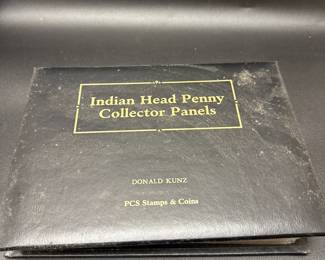 Indian Head Penny
Collector Panels
DONALD KUNZ
PCS Stamps & Coins